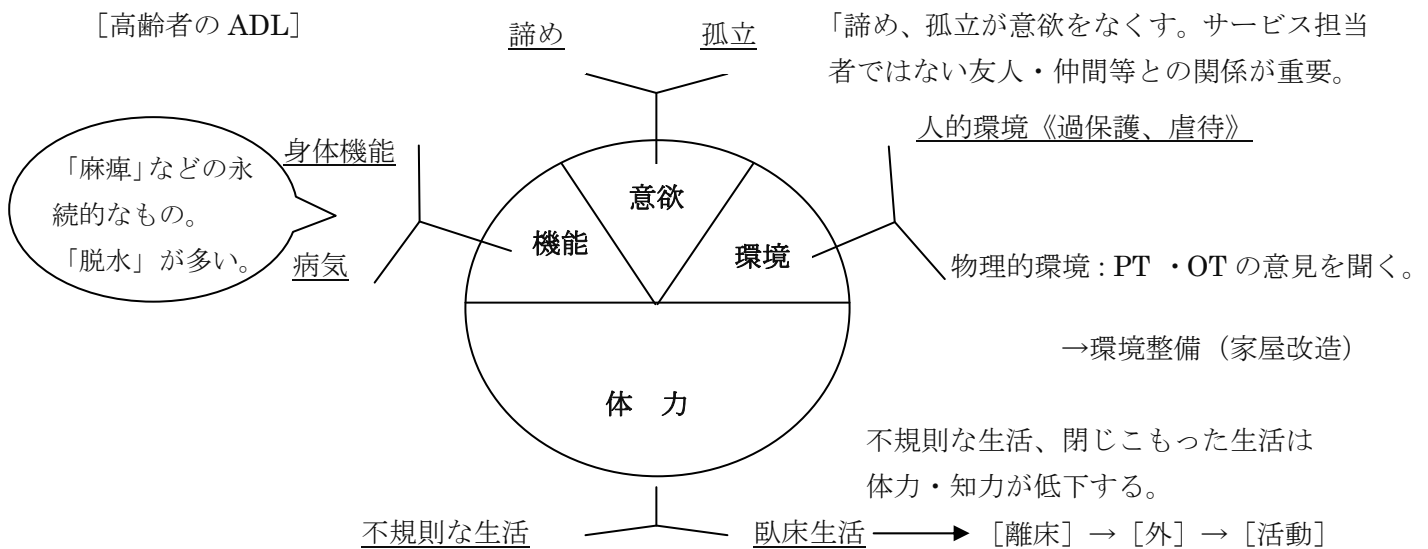 ［高齢者の ADL］
諦め
孤立
「諦め、孤立が意欲をなくす。サービス担当
者ではない友人・仲間等との関係が重要。
人的環境《過保護、虐待》
身体機能
「麻痺」などの永
続的なもの。
「脱水」が多い。
病気
意欲
機能
環境
物理的環境：PT ・OT の意見を聞く。
→環境整備（家屋改造）
体　力
不規則な生活、閉じこもった生活は
体力・知力が低下する。
不規則な生活
臥床生活
［離床］→［外］→［活動］